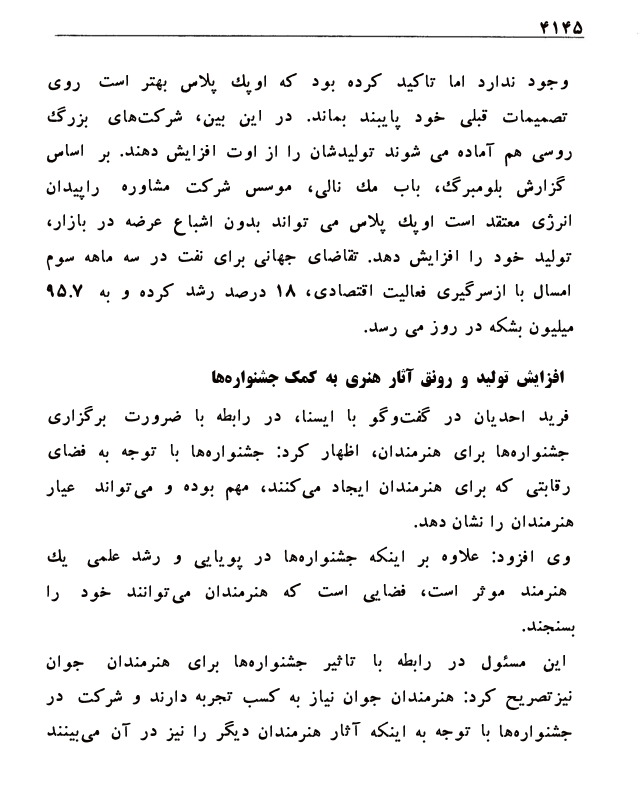 ۴۱۴۵
وجود ندارد اما تاکید کرده بود که اوپك پلاس بهتر است روی
تصمیمات قبلی خود پایبند بماند. در این بین، شرکت‌های بزرگ
روسی هم آماده می شوند تولیدشان را از اوت افزایش دهند. بر اساس
گزارش بلومبرگ، باب مك نالی، موسس شرکت مشاوره راپیدان
انرژی معتقد است اوپك پلاس می تواند بدون اشباع عرضه در بازار،
تولید خود را افزایش دهد. تقاضای جهانی برای نفت در سه ماهه سوم
امسال با ازسرگیری فعالیت اقتصادی، ۱۸ درصد رشد کرده و به ۹۵.۷
میلیون بشکه در روز می رسد.
افزایش تولید و رونق آثار هنری به کمک جشنواره‌ها
فرید احدیان در گفت‌وگو با ایسنا، در رابطه با ضرورت برگزاری
جشنواره‌ها برای هنرمندان، اظهار کرد: جشنواره‌ها با توجه به فضای
رقابتی که برای هنرمندان ایجاد می‌کنند، مهم بوده و می‌تواند عیار
هنرمندان را نشان دهد.
وی افزود: علاوه بر اینکه جشنواره‌ها در پویایی و رشد علمی یك
هنرمند موثر است، فضایی است که هنرمندان می‌توانند خود را
بسنجند.
این مسئول در رابطه با تاثیر جشنواره‌ها برای هنرمندان جوان
نیزتصریح کرد: هنرمندان جوان نیاز به کسب تجربه دارند و شرکت در
جشنواره‌ها با توجه به اینکه آثار هنرمندان دیگر را نیز در آن می‌بینند